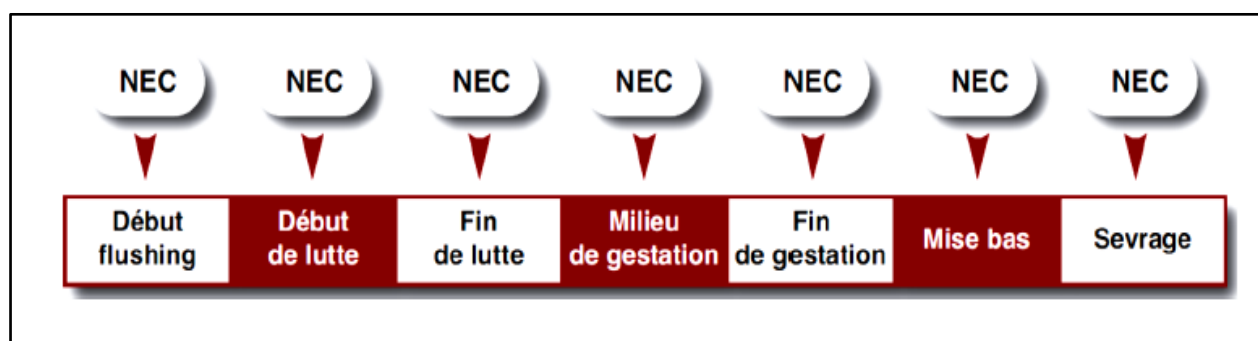 NEC NEC NEC NEC NEC NEC NEC
Début flushing
Début de lutte
Fin de lutte
Milieu de gestation
Fin de gestation
Mise bas
Sevrage